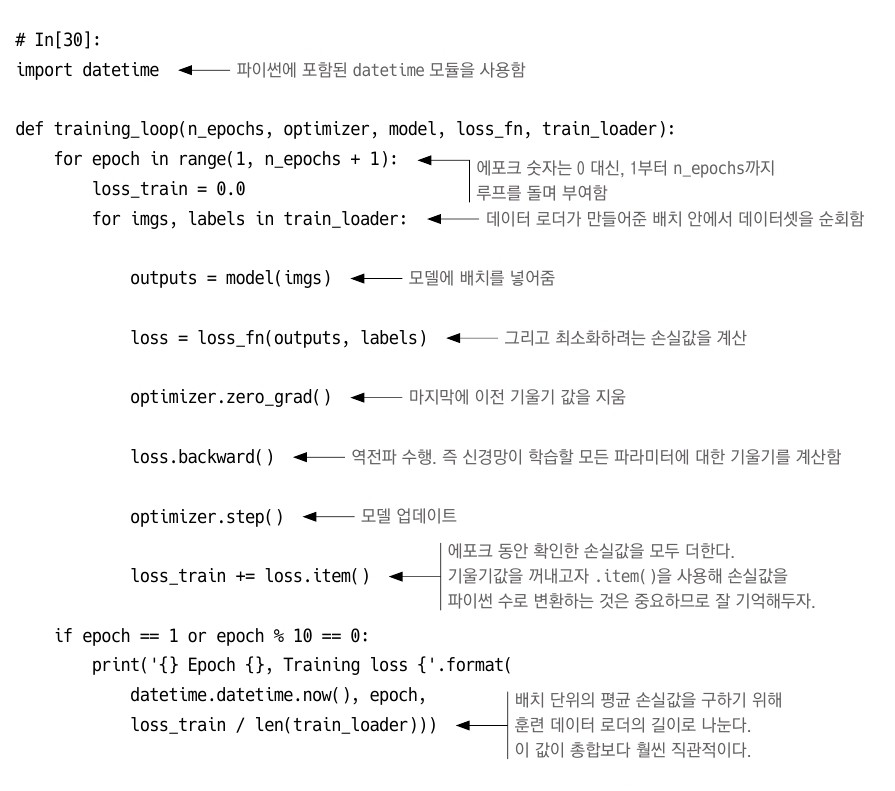 # In[30]:
import datetime 파이썬에 포함된 datetime 모듈을 사용함
def training_loop(n_epochs, optimizer, model, loss_fn, train_loader):
for epoch in range(1, n_epochs + 1): 에포크 숫자는 0 대신, 1부터 n_epochs까지
루프를 돌며 부여함
loss_train = 0.0
for imgs, labels in train_loader: 데이터 로더가 만들어준 배치 안에서 데이터셋을 순회함
outputs = model(imgs) 모델에 배치를 넣어줌
loss = loss_fn(outputs, labels) 그리고 최소화하려는 손실값을 계산
optimizer.zero_grad() 마지막에 이전 기울기 값을 지움
loss.backward() 역전파 수행. 즉 신경망이 학습할 모든 파라미터에 대한 기울기를 계산함
optimizer.step() 모델 업데이트
loss_train += loss.item() 에포크 동안 확인한 손실값을 모두 더한다.
기울기값을 꺼내고자 .item()을 사용해 손실값을
파이썬 수로 변환하는 것은 중요하므로 잘 기억해두자.
if epoch == 1 or epoch % 10 == 0:
print('{} Epoch {}, Training loss {'.format(
datetime.datetime.now(), epoch,
loss_train / len(train_loader))) 배치 단위의 평균 손실값을 구하기 위해
훈련 데이터 로더의 길이로 나눈다.
이 값이 총합보다 훨씬 직관적이다.